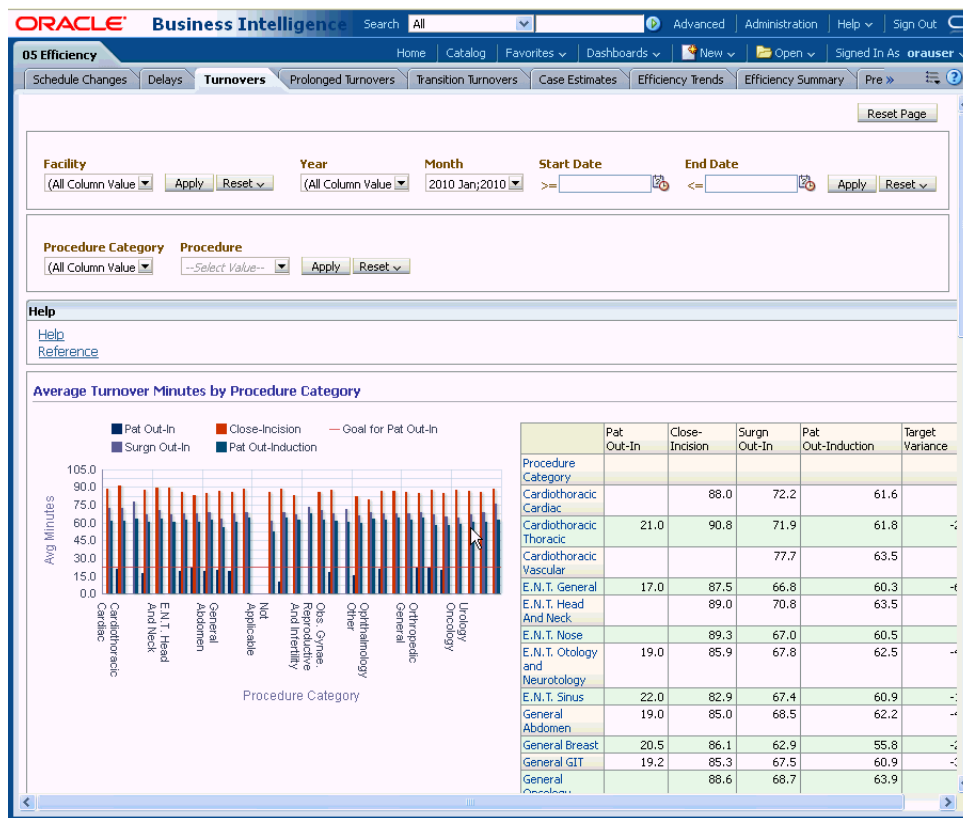 ORACLE Business Intelligence Search All Advanced Administration Help Sign Out
05 Efficiency Home Catalog Favorites Dashboards New Open Signed In As orauser
Schedule Changes Delays Turnovers Prolonged Turnovers Transition Turnovers Case Estimates Efficiency Trends Efficiency Summary Pre »
Reset Page
Facility Year Month Start Date End Date
(All Column Value Apply Reset (All Column Value 2010 Jan;2010 >= <= Apply Reset
Procedure Category Procedure
(All Column Value --Select Value-- Apply Reset
Help
Help
Reference
Average Turnover Minutes by Procedure Category
Pat Out-In Close-Incision Goal for Pat Out-In
Surgn Out-In Pat Out-Induction
Avg Minutes
105.0
90.0
75.0
60.0
45.0
30.0
15.0
0.0
Cardiothoracic
Cardiac
E.N.T. Head
And Neck
General
Abdomen
Not
Applicable
Obs. Gynae.
Reproductive
And Infertility
Ophthalmology
Other
Orthopedic
General
Urology
Oncology
Procedure Category
Pat Close- Surgn Pat Target
Out-In Incision Out-In Out-Induction Variance
Procedure
Category
Cardiothoracic 88.0 72.2 61.6
Cardiac
Cardiothoracic 21.0 90.8 71.9 61.8
Thoracic
Cardiothoracic 77.7 63.5
Vascular
E.N.T. General 17.0 87.5 66.8 60.3
E.N.T. Head 89.0 70.8 63.5
And Neck
E.N.T. Nose 89.3 67.0 60.5
E.N.T. Otology 19.0 85.9 67.8 62.5
and
Neurotology
E.N.T. Sinus 22.0 82.9 67.4 60.9
General 19.0 85.0 68.5 62.2
Abdomen
General Breast 20.5 86.1 62.9 55.8
General GIT 19.2 85.3 67.5 60.9
General 88.6 68.7 63.9
Oncology